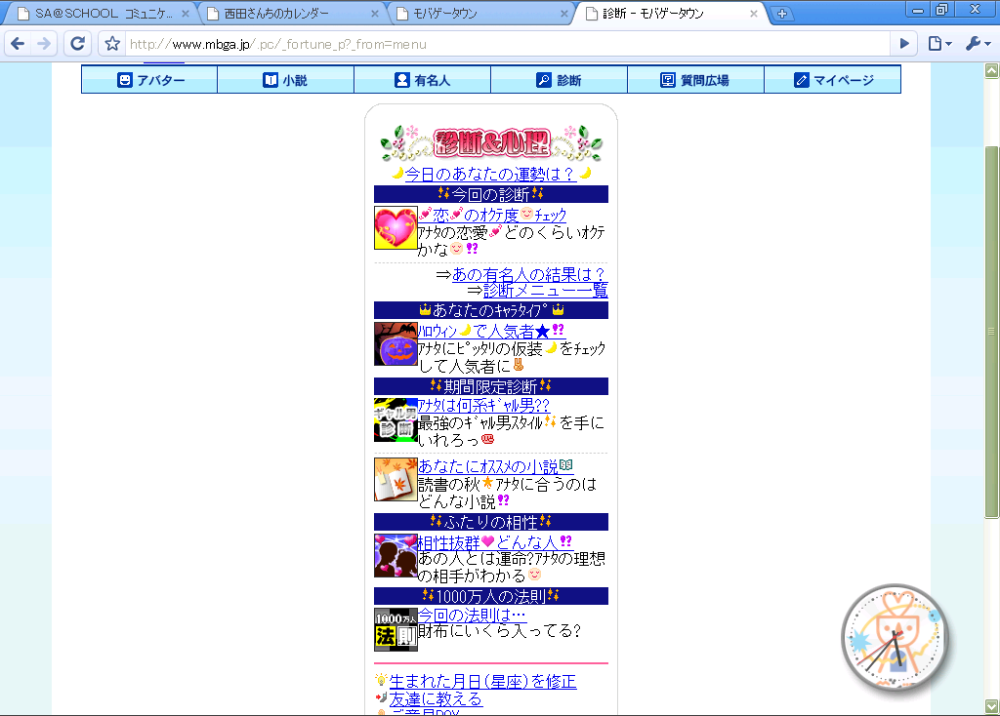 SA@SCHOOL コミュニケ...
西田さんちのカレンダー
モバゲータウン
診断 - モバゲータウン
http://www.mbga.jp/.pc/_fortune_p?_from=menu
アバター 小説 有名人 診断 質問広場 マイページ
診断&心理
今日のあなたの運勢は？
今回の診断
恋のｵｸﾃ度ﾁｪｯｸ
ｱﾅﾀの恋愛どのくらいｵｸﾃ
かな⁉
⇒あの有名人の結果は？
⇒診断メニュー一覧
あなたのｷｬﾗﾀｲﾌﾟ
ﾊﾛｳｨﾝで人気者★⁉
ｱﾅﾀにﾋﾟｯﾀﾘの仮装をﾁｪｯｸ
して人気者に
期間限定診断
ギャル男
診断
ｱﾅﾀは何系ｷﾞｬﾙ男??
最強のｷﾞｬﾙ男ｽﾀｲﾙを手に
いれろっ
あなたにｵｽｽﾒの小説
読書の秋ｱﾅﾀに合うのは
どんな小説⁉
ふたりの相性
相性抜群どんな人⁉
あの人とは運命?ｱﾅﾀの理想
の相手がわかる
1000万人の法則
1000万人
法則
今回の法則は…
財布にいくら入ってる?
生まれた月日(星座)を修正
友達に教える
ご意見BOX